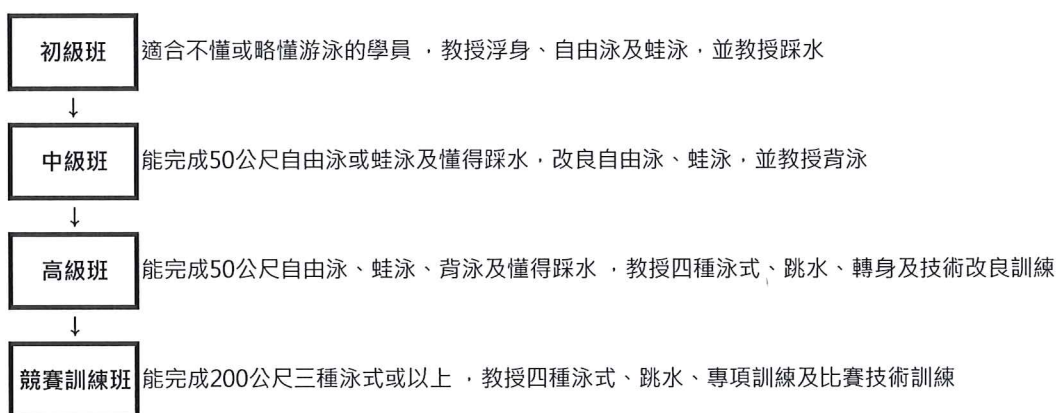 初級班 適合不懂或略懂游泳的學員，教授浮身、自由泳及蛙泳，並教授踩水
↓
中級班 能完成50公尺自由泳或蛙泳及懂得踩水，改良自由泳、蛙泳，並教授背泳
↓
高級班 能完成50公尺自由泳、蛙泳、背泳及懂得踩水，教授四種泳式、跳水、轉身及技術改良訓練
↓
競賽訓練班 能完成200公尺三種泳式或以上，教授四種泳式、跳水、專項訓練及比賽技術訓練